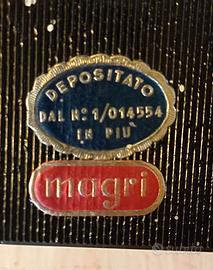 DEPOSITATO
DAL Nº 1/014554
IN PIU
magri